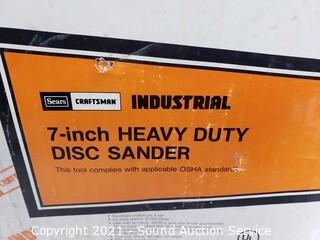 Sears CRAFTSMAN INDUSTRIAL
7-inch HEAVY DUTY
DISC SANDER
This tool complies with applicable OSHA standards
Copyright 2021 - Sound Auction Service